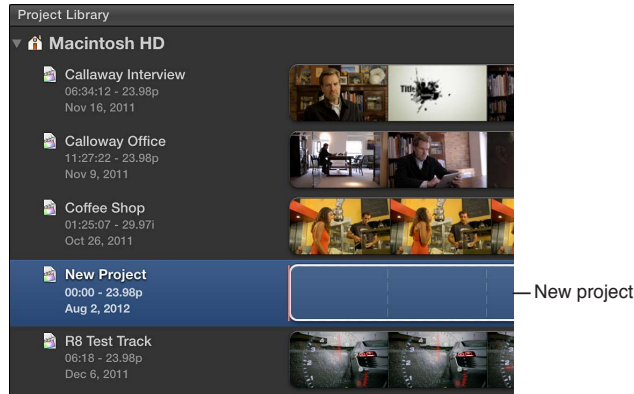 Project Library
Macintosh HD
Callaway Interview
06:34:12 - 23.98p
Nov 16, 2011
Calloway Office
11:27:22 - 23.98p
Nov 9, 2011
Coffee Shop
01:25:07 - 29.97i
Oct 26, 2011
New Project
00:00 - 23.98p
Aug 2, 2012
New project
R8 Test Track
06:18 - 23.98p
Dec 6, 2011